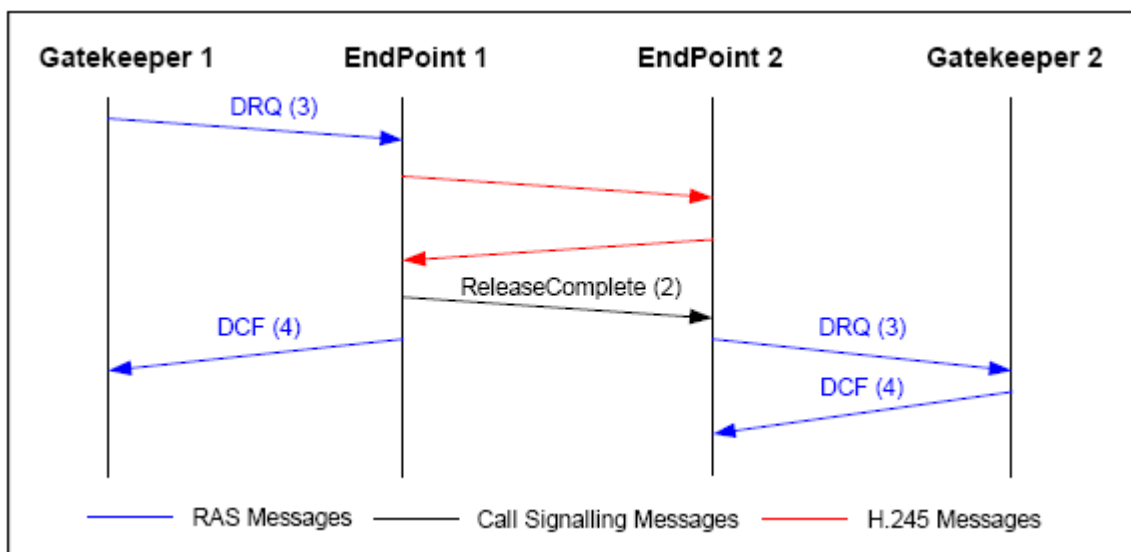 Gatekeeper 1 EndPoint 1 EndPoint 2 Gatekeeper 2
DRQ (3)
ReleaseComplete (2)
DCF (4) DRQ (3)
DCF (4)
RAS Messages Call Signalling Messages H.245 Messages